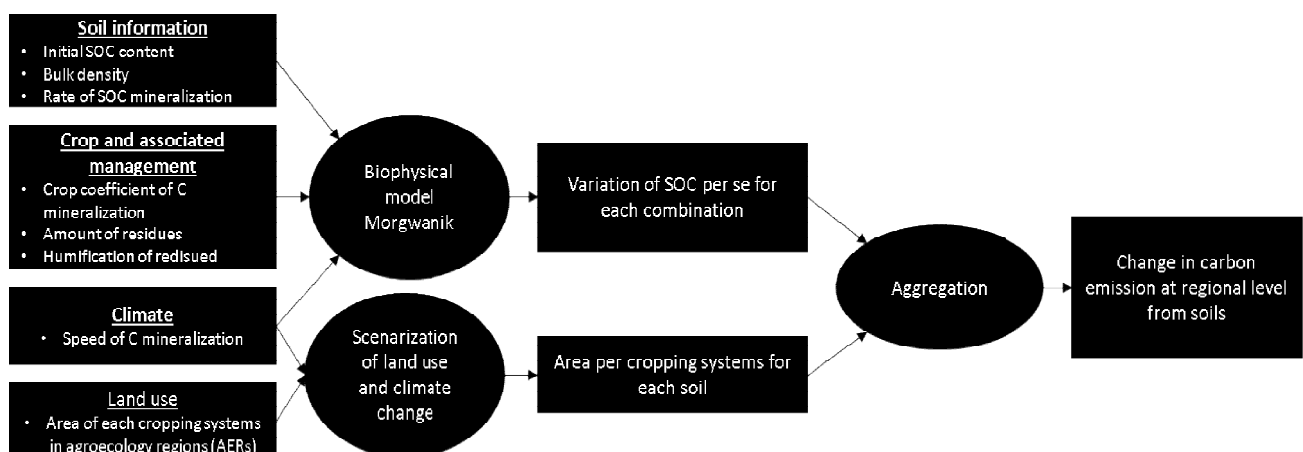 Soil information
• Initial SOC content
• Bulk density
• Rate of SOC mineralization
Crop and associated
management
• Crop coefficient of C
mineralization
• Amount of residues
• Humification of redisued
Climate
• Speed of C mineralization
Land use
• Area of each cropping systems
in agroecology regions (AERs)
Biophysical
model
Morgwanik
Scenarization
of land use
and climate
change
Variation of SOC per se for
each combination
Area per cropping systems for
each soil
Aggregation
Change in carbon
emission at regional level
from soils